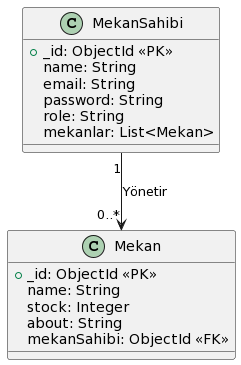 C MekanSahibi
_id: ObjectId «PK»
name: String
email: String
password: String
role: String
mekanlar: List<Mekan>
1
Yönetir
0..*
C Mekan
_id: ObjectId «PK»
name: String
stock: Integer
about: String
mekanSahibi: ObjectId «FK»